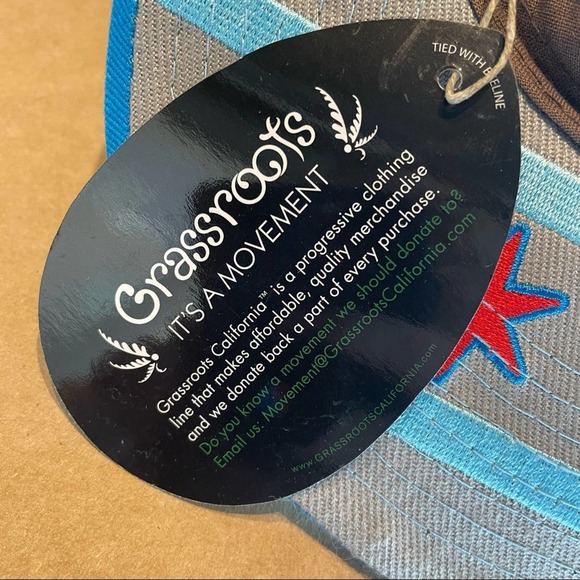 TIED WITH BEELINE
Grassroots
IT'S A MOVEMENT
Grassroots California™ is a progressive clothing
line that makes affordable, quality merchandise
and we donate back a part of every purchase.
Do you know a movement we should donate to?
Email us: Movement@GrassrootsCalifornia.com
www.GRASSROOTSCALIFORNIA.com